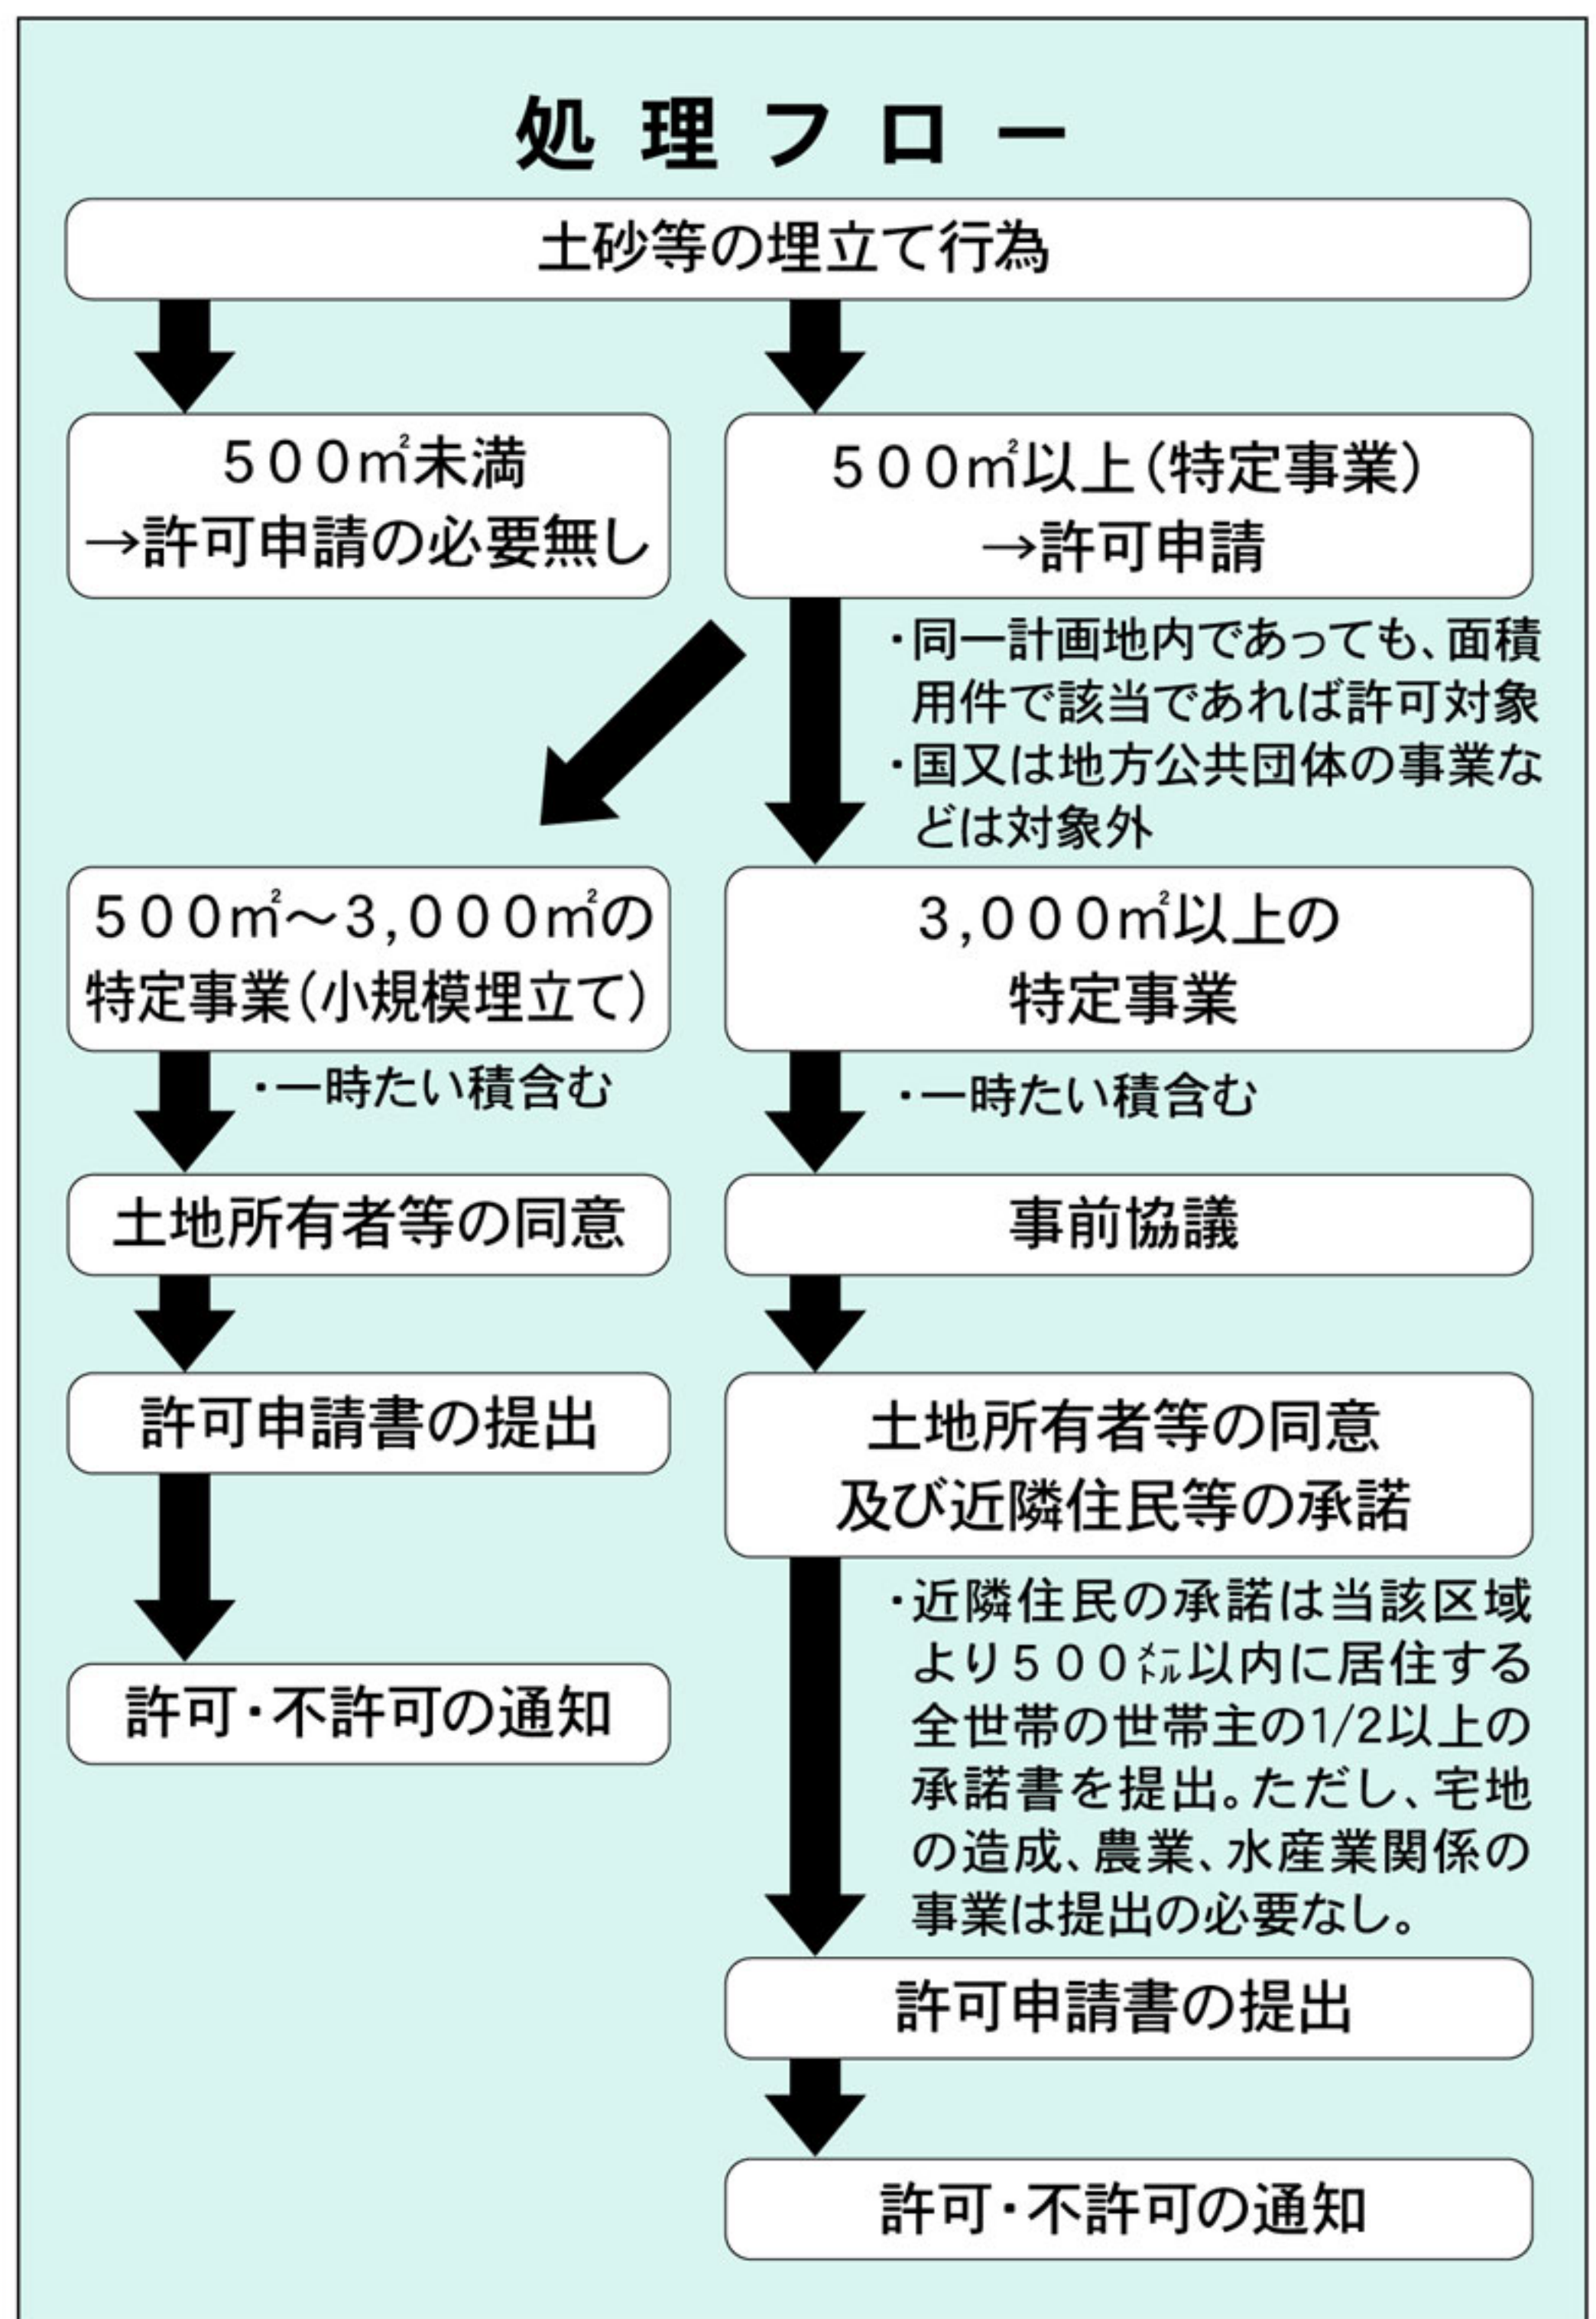 処理フロー
土砂等の埋立て行為
500㎡未満
→許可申請の必要無し
500㎡以上(特定事業)
→許可申請
・同一計画地内であっても、面積
用件で該当であれば許可対象
・国又は地方公共団体の事業な
どは対象外
500㎡～3,000㎡の
特定事業(小規模埋立て)
3,000㎡以上の
特定事業
・一時たい積含む
・一時たい積含む
土地所有者等の同意
事前協議
許可申請書の提出
土地所有者等の同意
及び近隣住民等の承諾
許可・不許可の通知
・近隣住民の承諾は当該区域
より500㍍以内に居住する
全世帯の世帯主の1/2以上の
承諾書を提出。ただし、宅地
の造成、農業、水産業関係の
事業は提出の必要なし。
許可申請書の提出
許可・不許可の通知